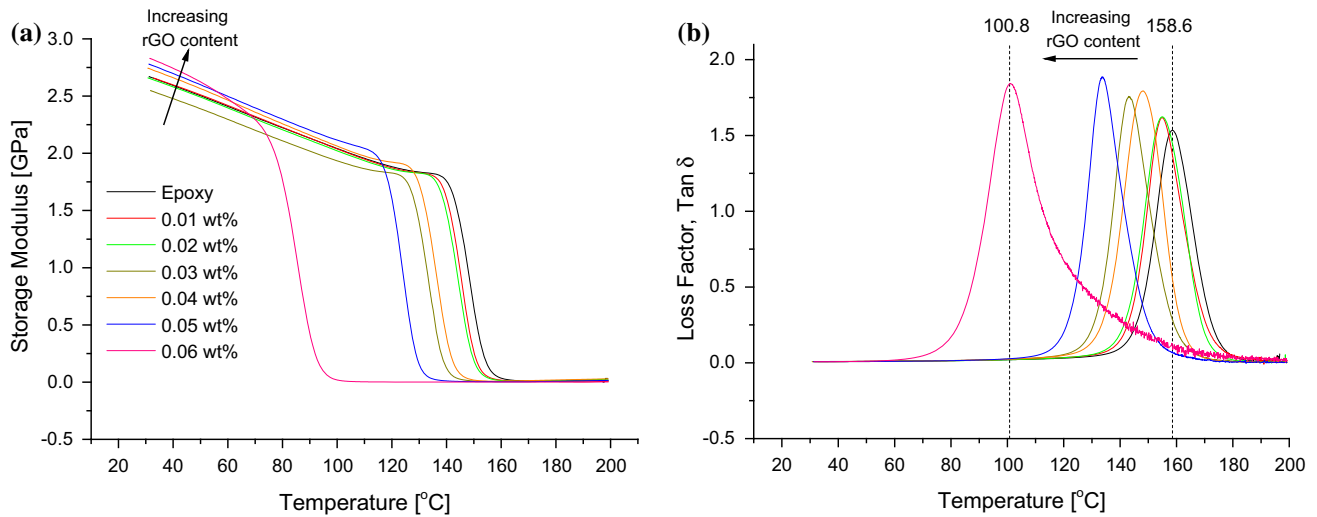 (a)
Increasing
rGO content
3.0
2.5
2.0
1.5
1.0
0.5
0.0
-0.5
Storage Modulus [GPa]
Epoxy
0.01 wt%
0.02 wt%
0.03 wt%
0.04 wt%
0.05 wt%
0.06 wt%
20 40 60 80 100 120 140 160 180 200
Temperature [°C]
(b)
100.8
Increasing
rGO content
158.6
2.0
1.5
1.0
0.5
0.0
-0.5
Loss Factor, Tan δ
20 40 60 80 100 120 140 160 180 200
Temperature [°C]